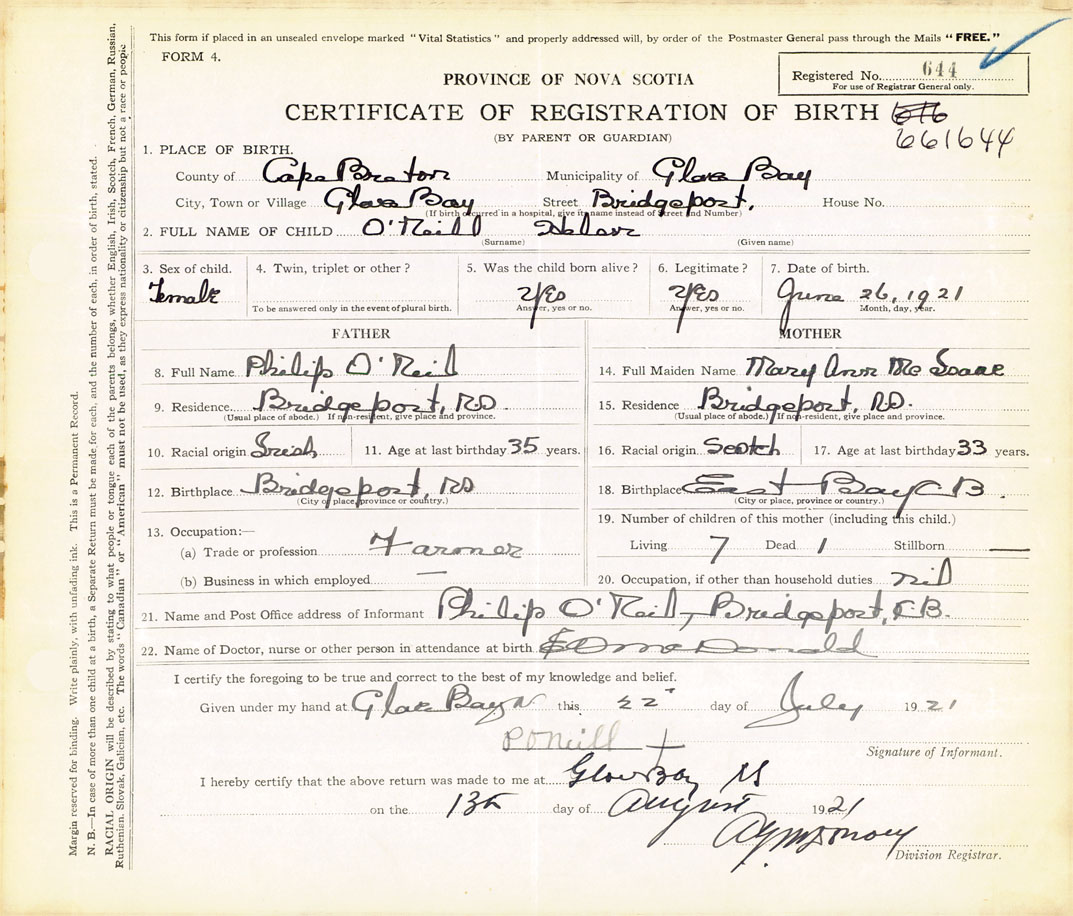 This form if placed in an unsealed envelope marked "Vital Statistics" and properly addressed will, by order of the Postmaster General pass through the Mails "FREE."
FORM 4.
Registered No. 644
For use of Registrar General only.
PROVINCE OF NOVA SCOTIA
CERTIFICATE OF REGISTRATION OF BIRTH
661644
(BY PARENT OR GUARDIAN)
1. PLACE OF BIRTH.
County of Cape Breton Municipality of Glace Bay
City, Town or Village Glace Bay Street Bridgeport, House No.
(If birth occurred in a hospital, give its name instead of Street and Number)
2. FULL NAME OF CHILD O'Neill Helen
(Surname) (Given name)
3. Sex of child. 4. Twin, triplet or other? 5. Was the child born alive? 6. Legitimate? 7. Date of birth.
Female Yes Yes June 26, 1921
To be answered only in the event of plural birth. Answer, yes or no. Answer, yes or no. Month, day, year.
FATHER MOTHER
8. Full Name Philip O'Neil 14. Full Maiden Name Mary Ann Mc Isaac
9. Residence Bridgeport, RD 15. Residence Bridgeport, RD.
(Usual place of abode.) If non-resident, give place and province. (Usual place of abode.) If non-resident, give place and province.
10. Racial origin Irish 11. Age at last birthday 35 years. 16. Racial origin Scotch 17. Age at last birthday 33 years.
12. Birthplace Bridgeport, RD 18. Birthplace East Bay CB.
(City or place, province or country.) (City or place, province or country.)
13. Occupation:— 19. Number of children of this mother (including this child.)
(a) Trade or profession Farmer Living 7 Dead 1 Stillborn —
(b) Business in which employed — 20. Occupation, if other than household duties nil
21. Name and Post Office address of Informant Philip O'Neil, Bridgeport, C.B.
22. Name of Doctor, nurse or other person in attendance at birth McDonald
I certify the foregoing to be true and correct to the best of my knowledge and belief.
Given under my hand at Glace Bay this 22" day of July 1921
P O Neill
Signature of Informant.
I hereby certify that the above return was made to me at Glace Bay NS
on the 13th day of August 1921
Division Registrar.
Margin reserved for binding. Write plainly, with unfading ink. This is a Permanent Record.
N. B.—In case of more than one child at a birth, a Separate Return must be made for each, and the number of each, in order of birth, stated.
RACIAL ORIGIN will be described by stating to what people or tongue each of the parents belongs, whether English, Irish, Scotch, French, German, Russian,
Ruthenian, Slovak, Galician, etc. The words "Canadian" or "American" must not be used, as they express nationality or citizenship but not a race or people